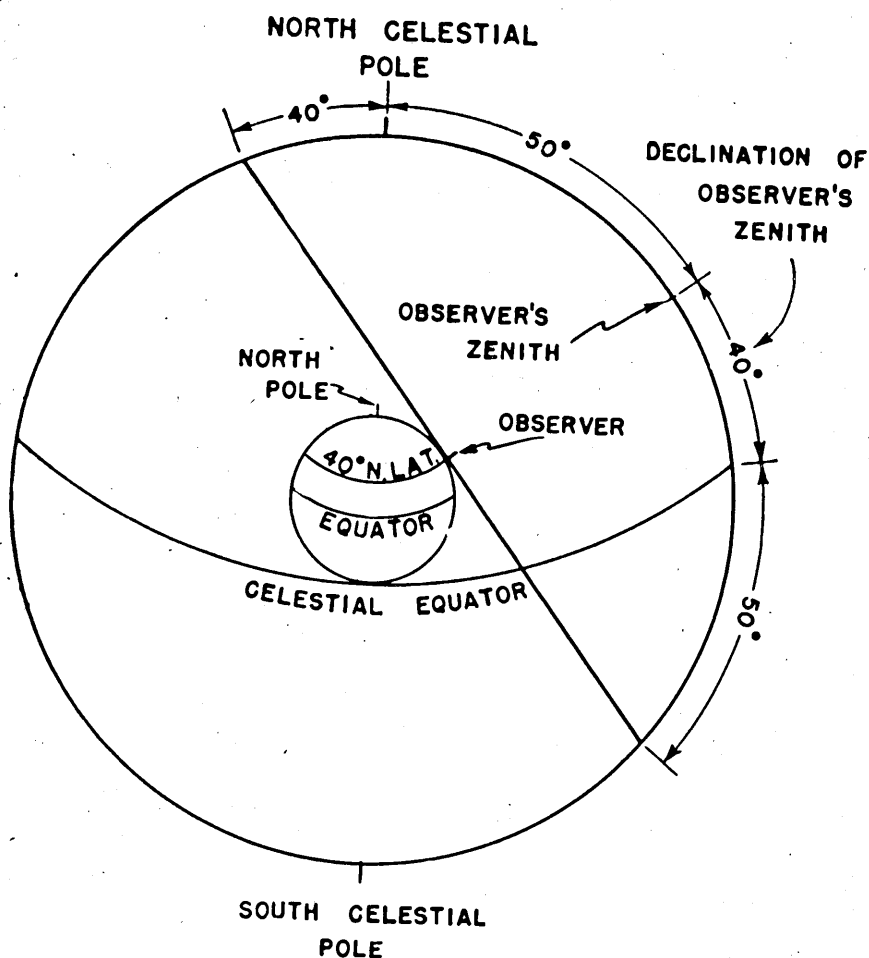 NORTH CELESTIAL
POLE
40°
50°
DECLINATION OF
OBSERVER'S
ZENITH
OBSERVER'S
ZENITH
40°
NORTH
POLE
OBSERVER
40° N. LAT.
EQUATOR
CELESTIAL EQUATOR
50°
SOUTH CELESTIAL
POLE